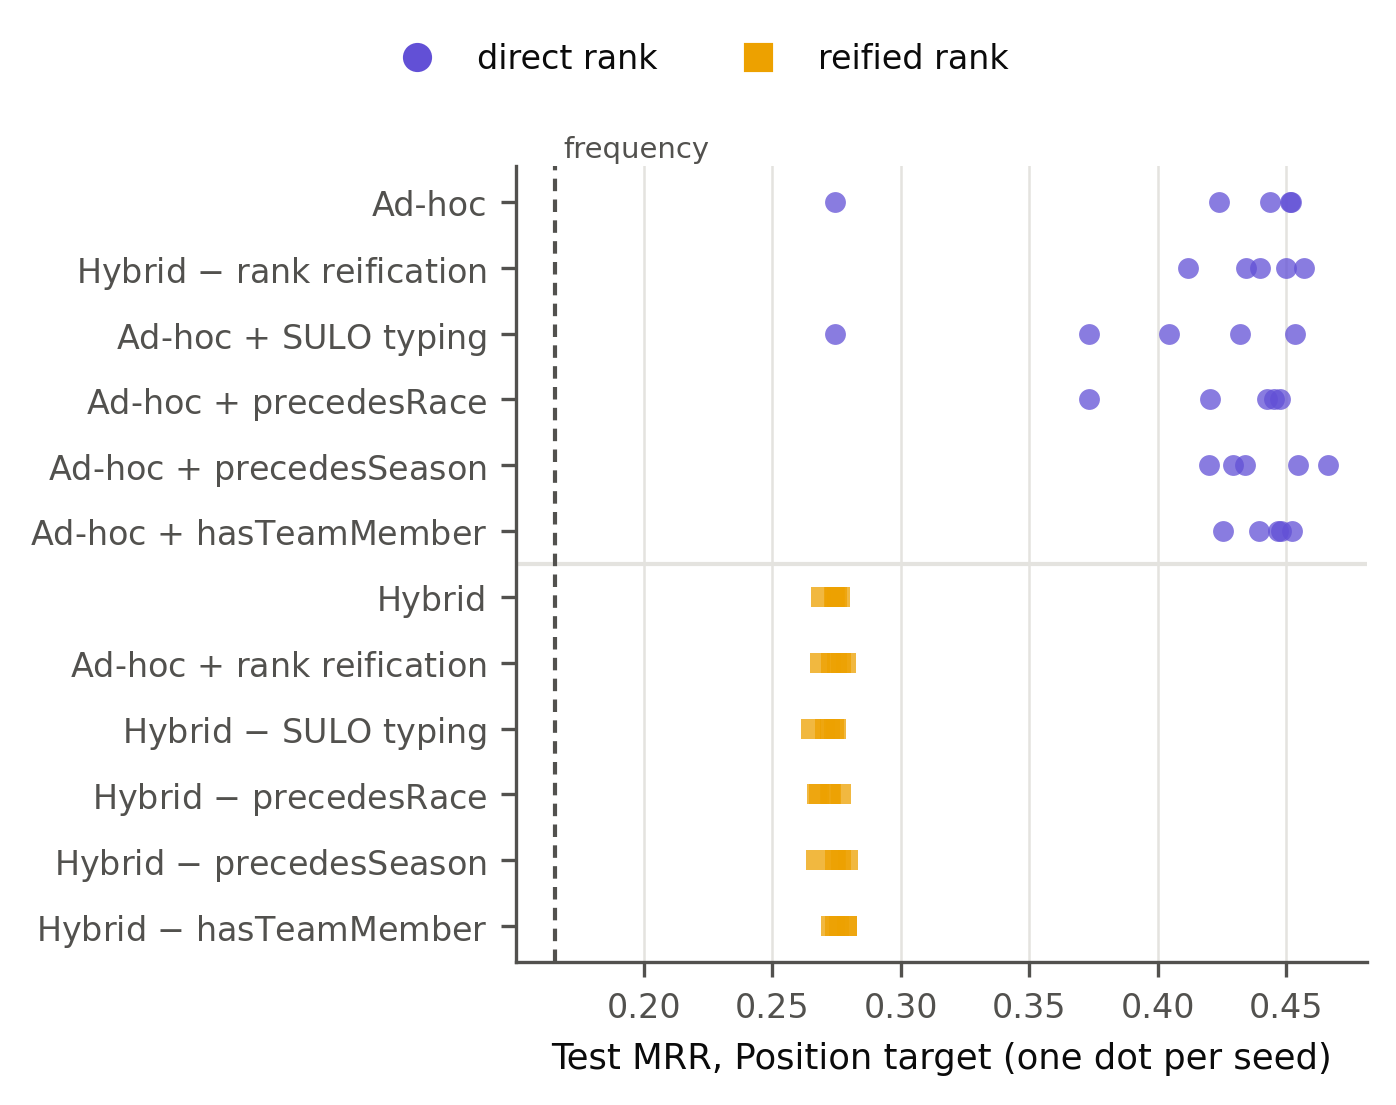 direct rank
reified rank
frequency
Ad-hoc
Hybrid − rank reification
Ad-hoc + SULO typing
Ad-hoc + precedesRace
Ad-hoc + precedesSeason
Ad-hoc + hasTeamMember
Hybrid
Ad-hoc + rank reification
Hybrid − SULO typing
Hybrid − precedesRace
Hybrid − precedesSeason
Hybrid − hasTeamMember
0.20 0.25 0.30 0.35 0.40 0.45
Test MRR, Position target (one dot per seed)